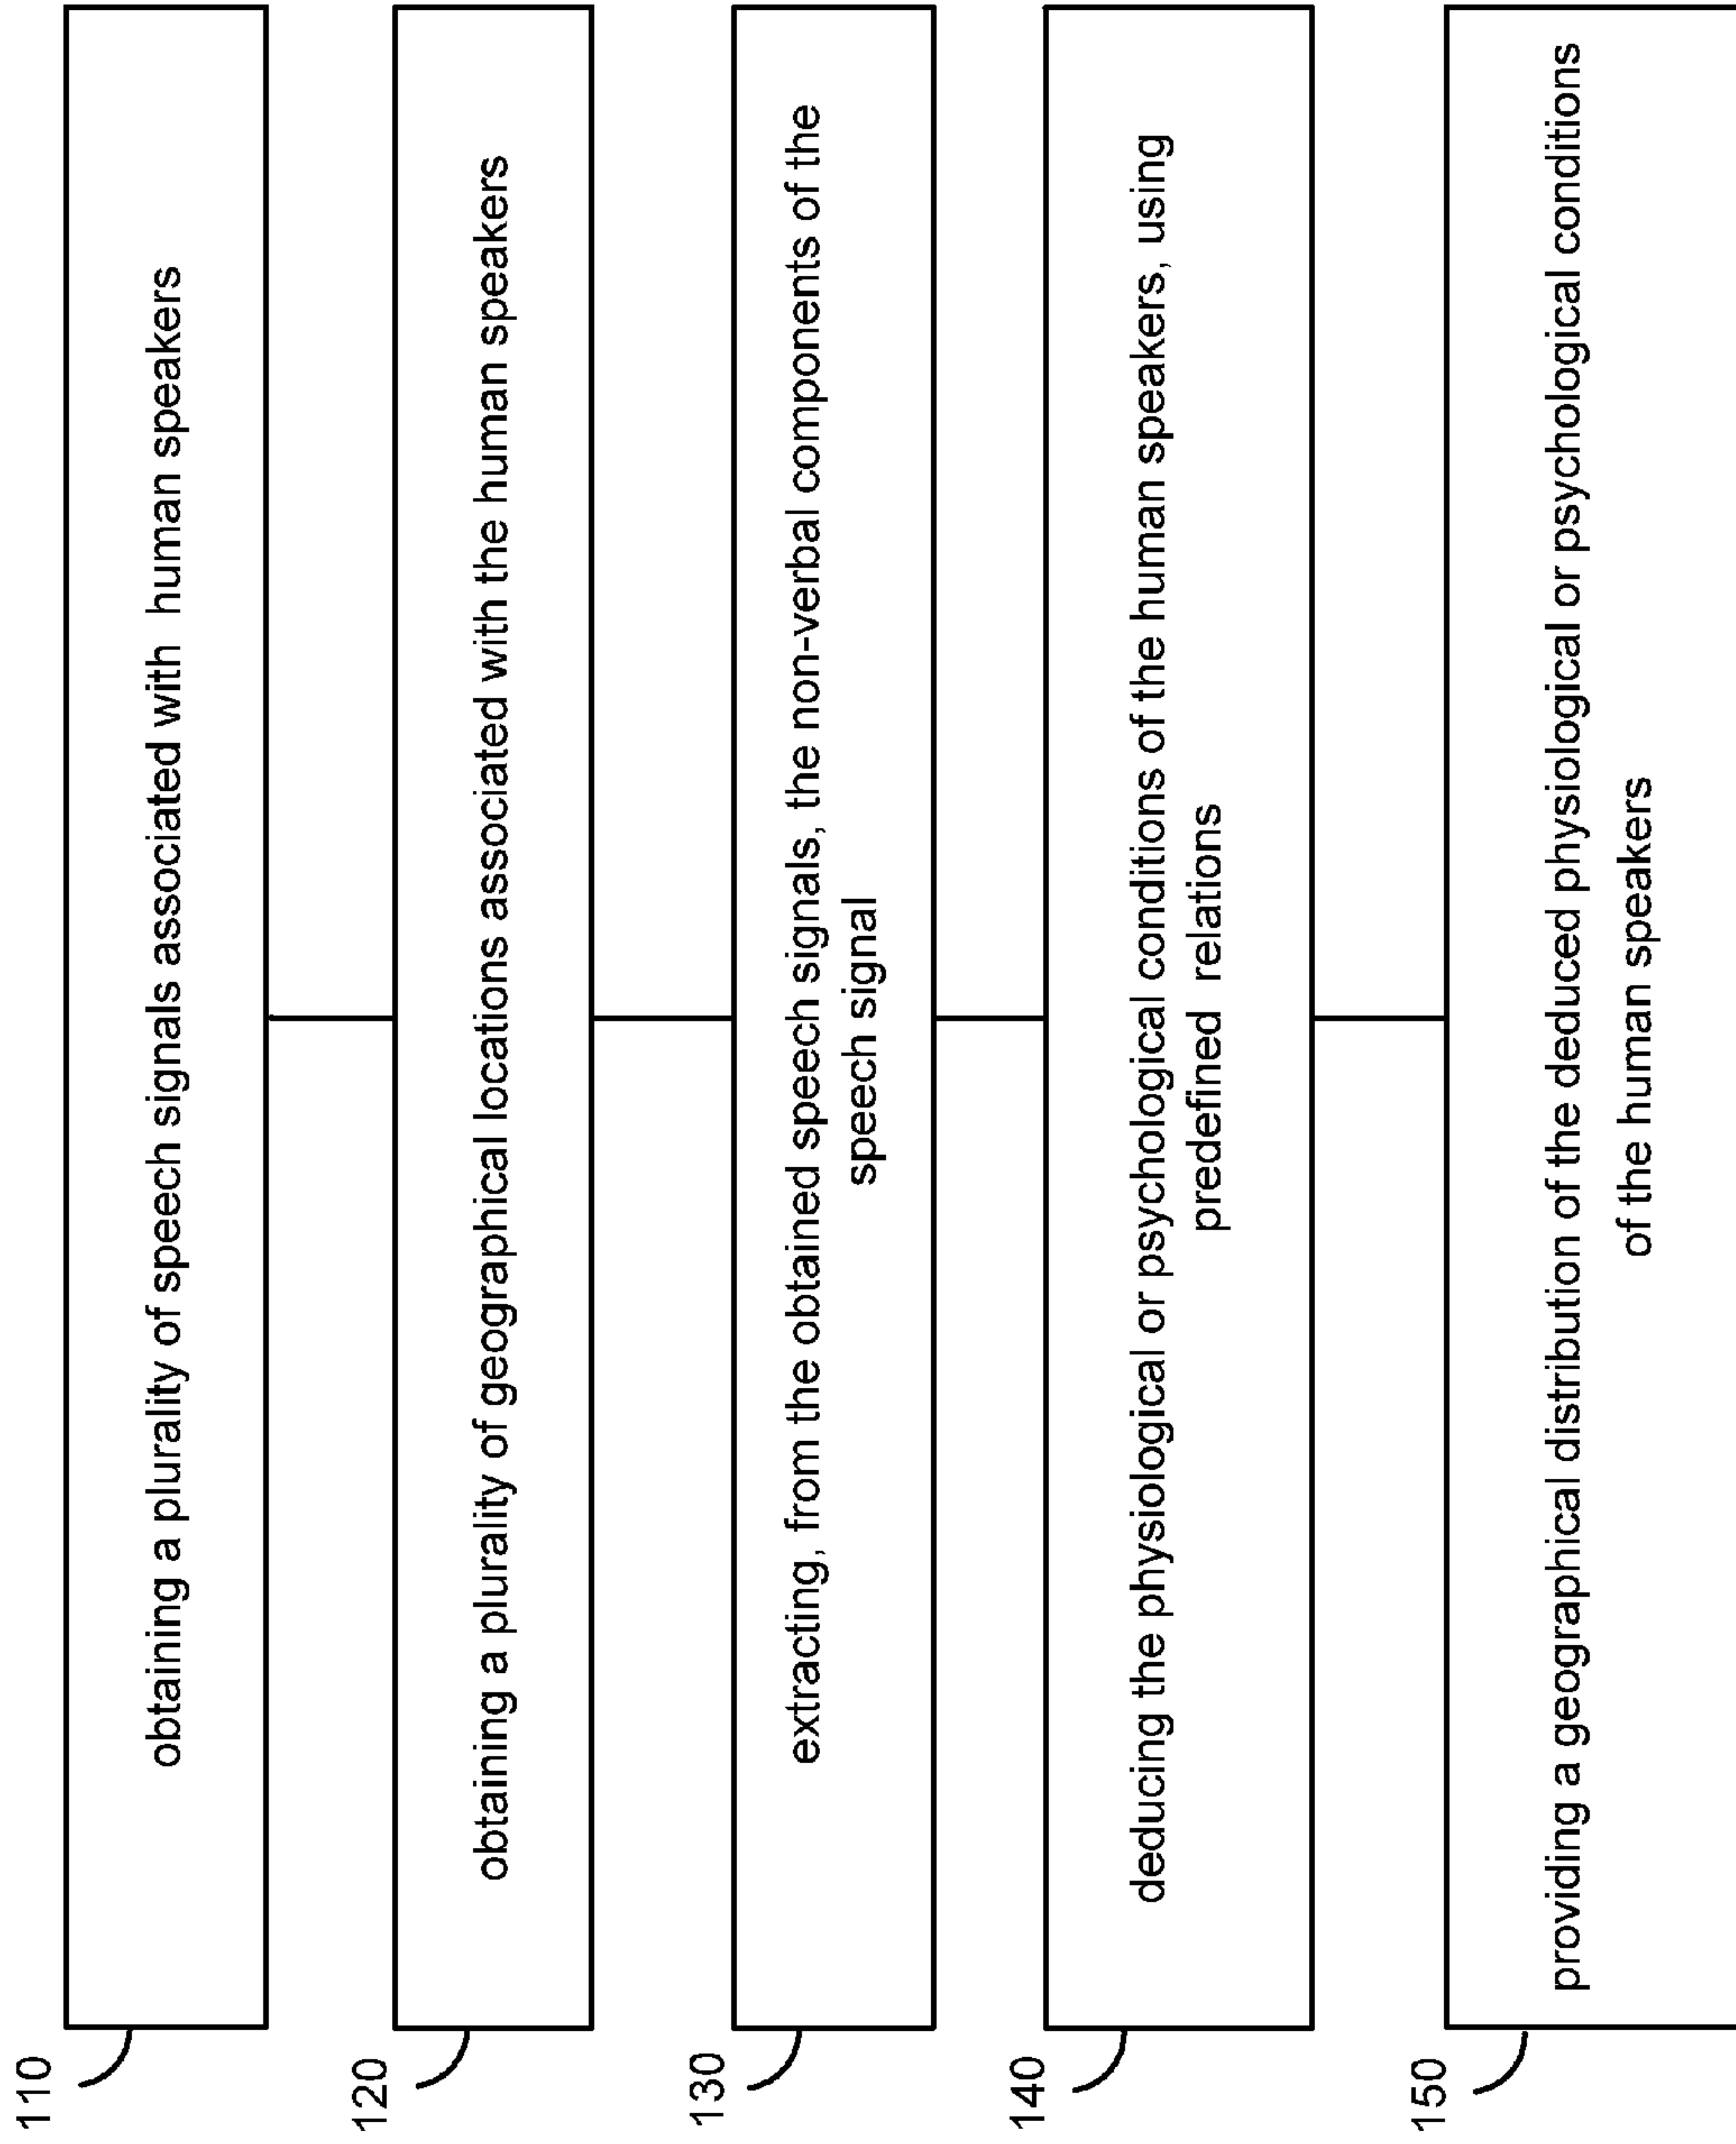 110
obtaining a plurality of speech signals associated with human speakers
120
obtaining a plurality of geographical locations associated with the human speakers
130
extracting, from the obtained speech signals, the non-verbal components of the
speech signal
140
deducing the physiological or psychological conditions of the human speakers, using
predefined relations
150
providing a geographical distribution of the deduced physiological or psychological conditions
of the human speakers